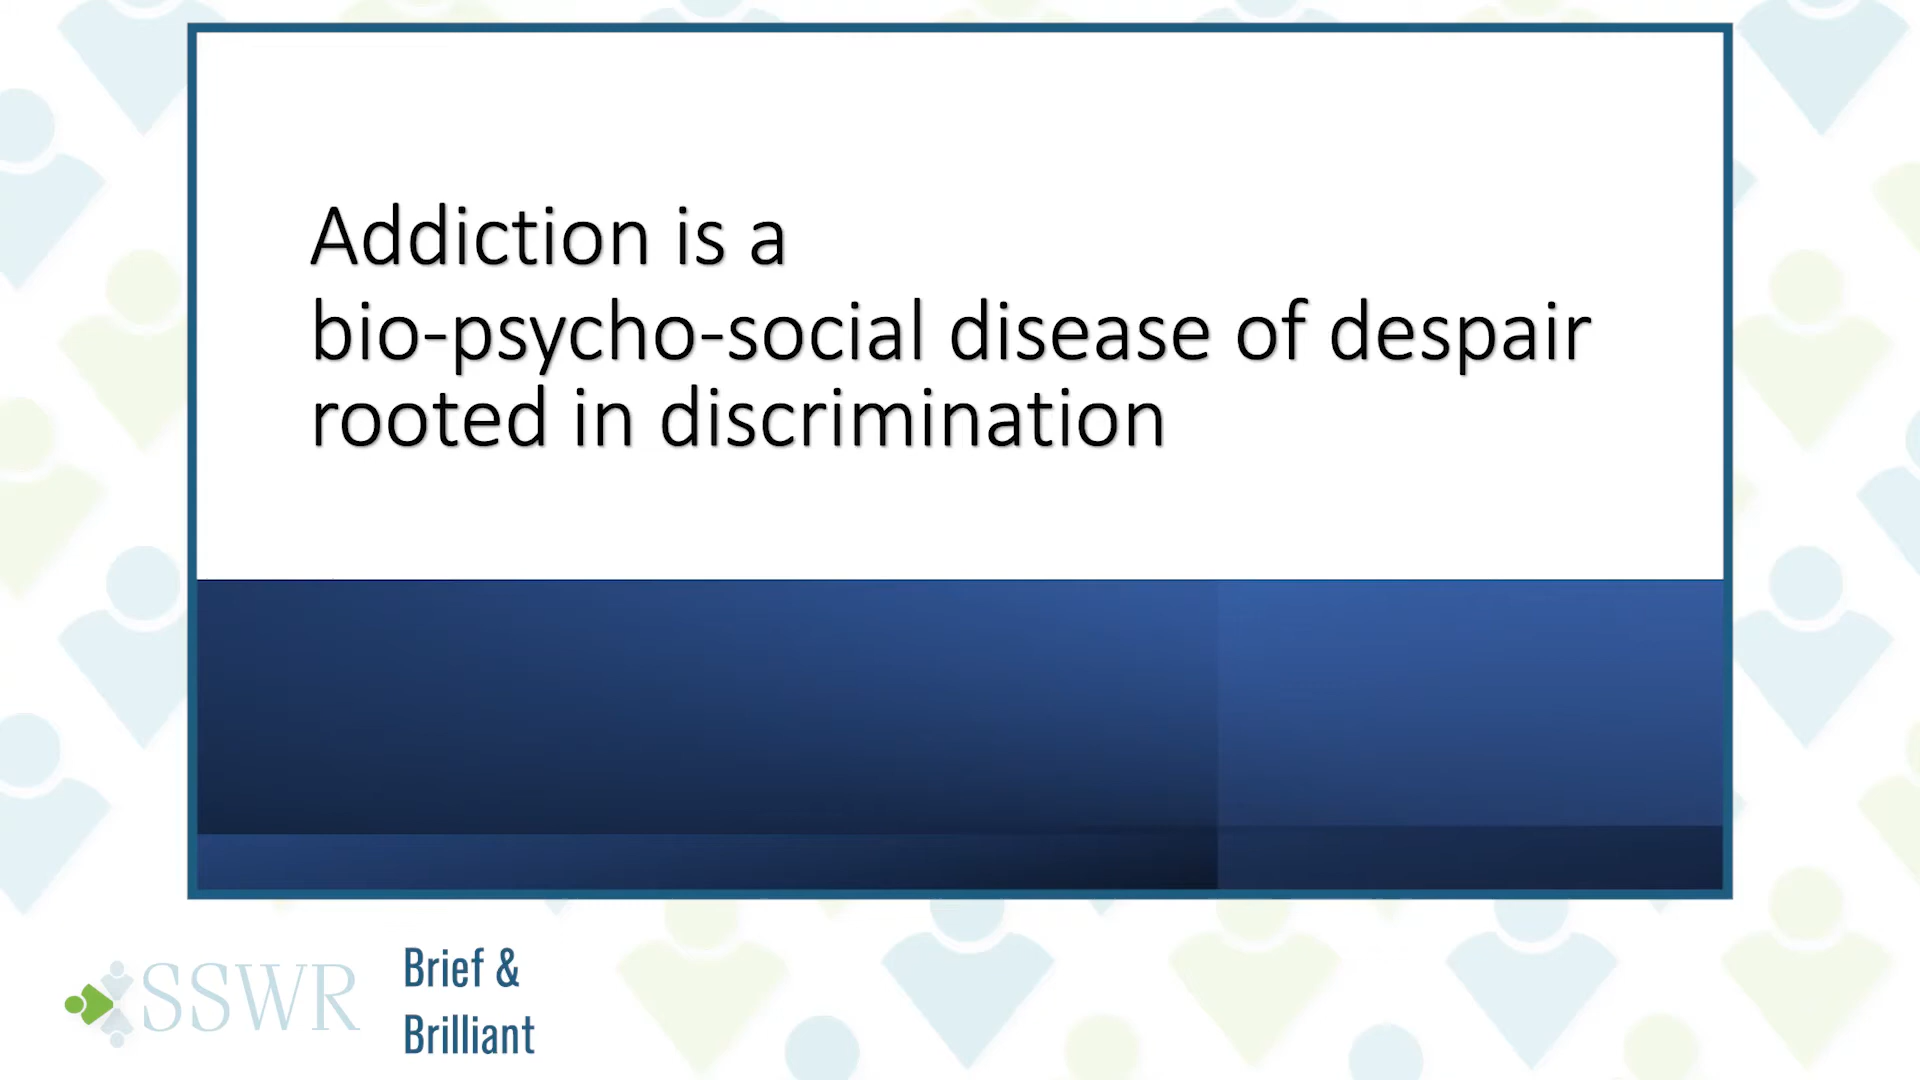 Addiction is a
bio-psycho-social disease of despair
rooted in discrimination
SSWR
Brief &
Brilliant